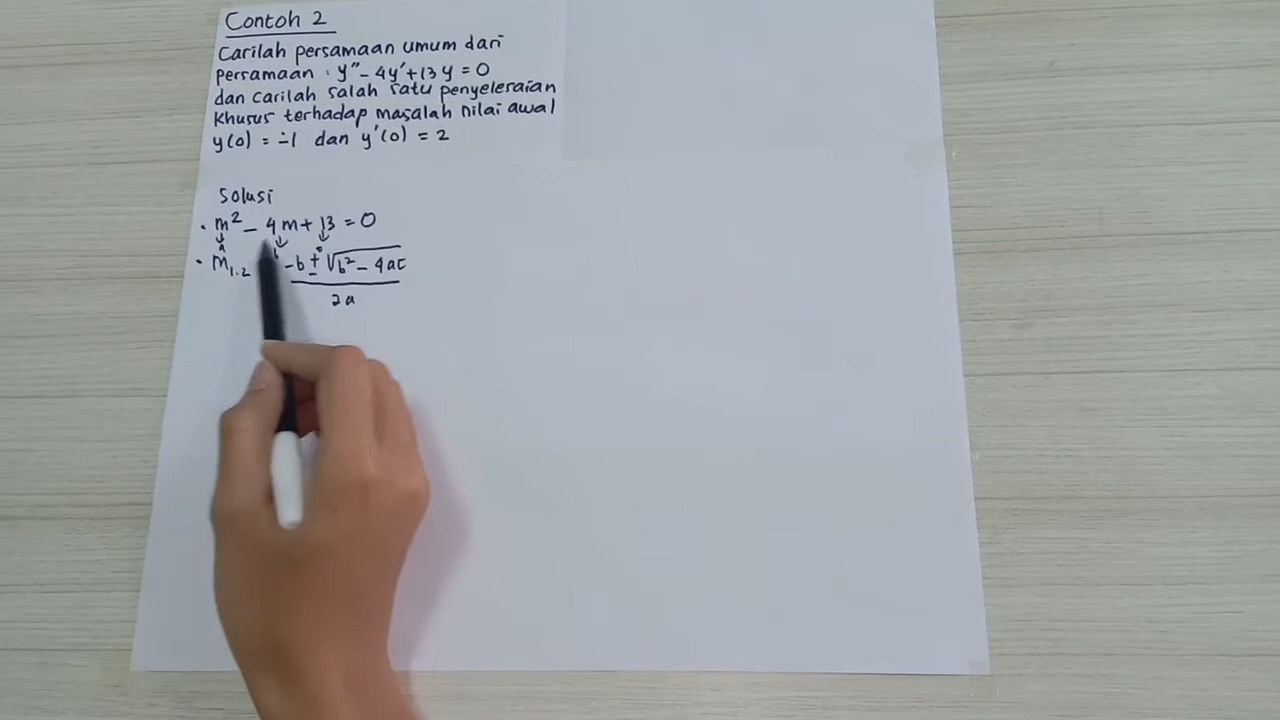 Contoh 2
Carilah persamaan umum dari
persamaan : y'' - 4y' + 13y = 0
dan carilah salah satu penyeleraian
khusus terhadap masalah nilai awal
y(0) = -1 dan y'(0) = 2
Solusi
• m² - 4m + 13 = 0
a b c
• m₁.₂ -b ± √b² - 4ac
2a